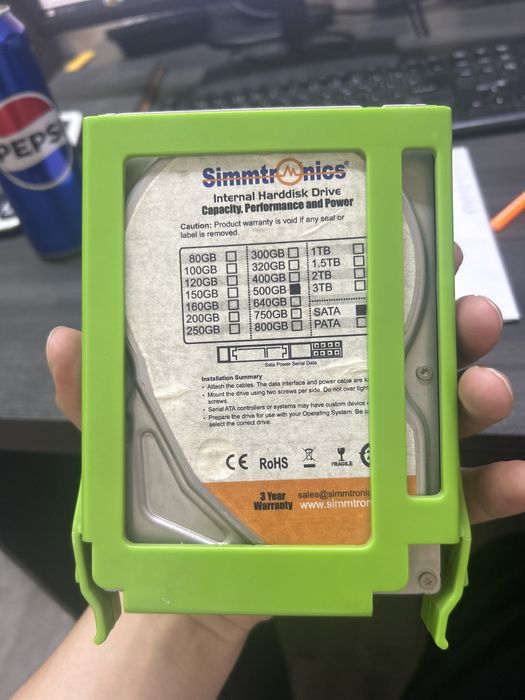 PEPSI
Simmtronics®
Internal Harddisk Drive
Capacity, Performance and Power
Caution: Product warranty is void if any seal or
label is removed.
80GB 300GB 1TB
100GB 320GB 1.5TB
120GB 400GB 2TB
150GB 500GB 3TB
160GB 640GB
200GB 750GB SATA
250GB 800GB PATA
Sata Power Serial Data
Installation Summary
• Attach the cables. The data interface and power cable are
• Mount the drive using two screws per side. Do not over
screws.
• Serial ATA controllers or systems may have custom device
• Prepare the drive for use with your Operating System. Be
select the correct drive.
CE RoHS FRAGILE
3 Year
Warranty
sales@simmtronic
www.simmtron